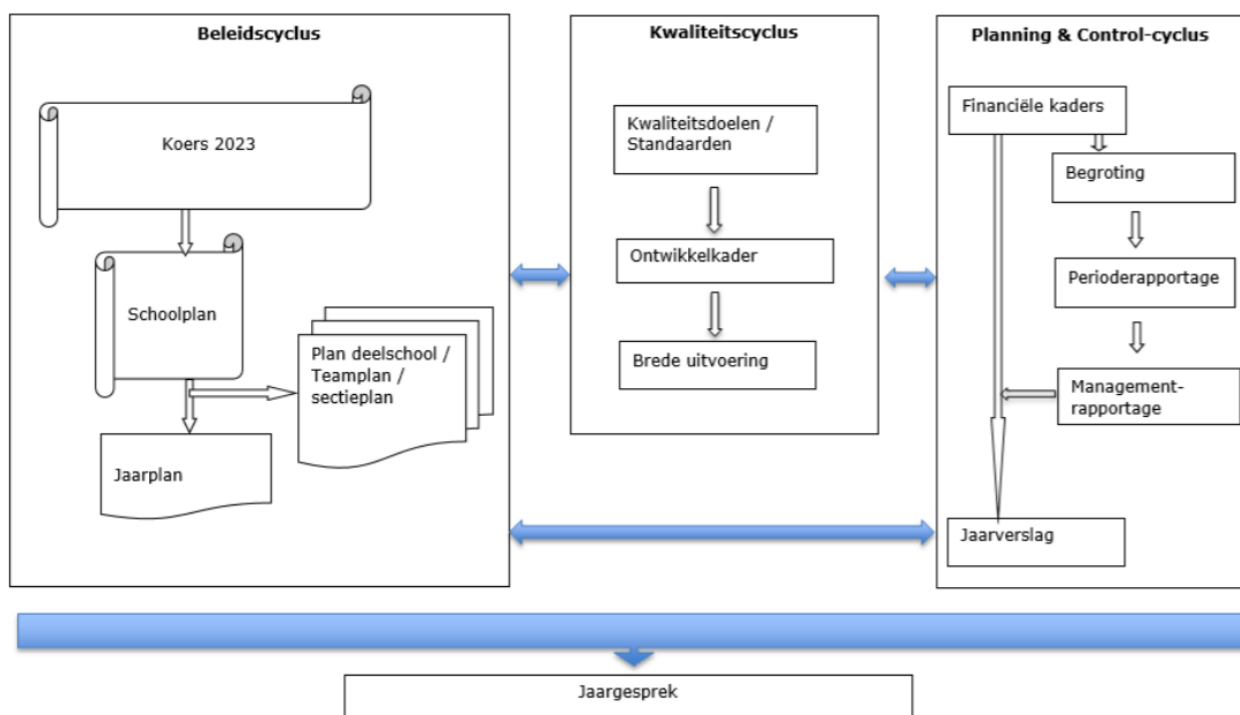 Beleidscyclus
Koers 2023
Schoolplan
Plan deelschool /
Teamplan /
sectieplan
Jaarplan
Kwaliteitscyclus
Kwaliteitsdoelen /
Standaarden
Ontwikkelkader
Brede uitvoering
Planning & Control-cyclus
Financiële kaders
Begroting
Perioderapportage
Management-
rapportage
Jaarverslag
Jaargesprek